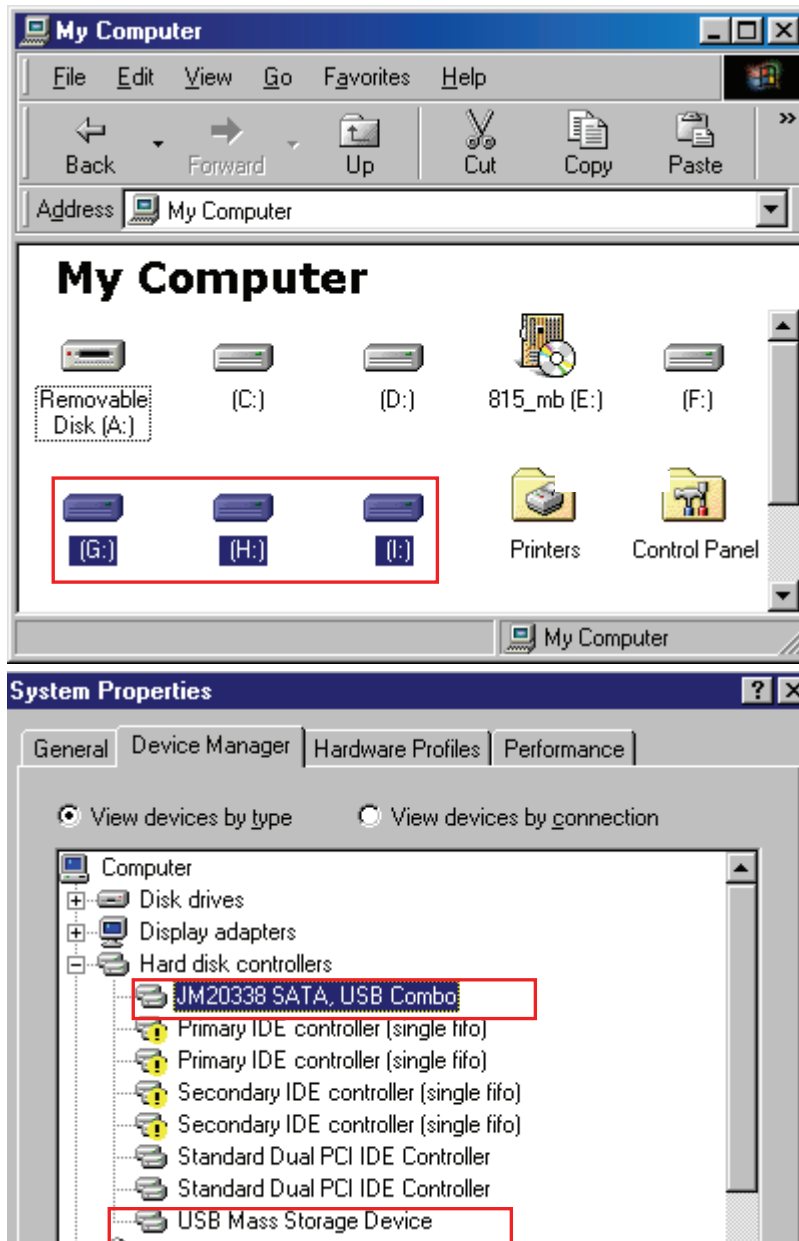 My Computer
File Edit View Go Favorites Help
Back Forward Up Cut Copy Paste »
Address My Computer
My Computer
Removable Disk (A:) (C:) (D:) 815_mb (E:) (F:)
(G:) (H:) (I:) Printers Control Panel
My Computer
System Properties
General Device Manager Hardware Profiles Performance
View devices by type View devices by connection
Computer
Disk drives
Display adapters
Hard disk controllers
JM20338 SATA, USB Combo
Primary IDE controller (single fifo)
Primary IDE controller (single fifo)
Secondary IDE controller (single fifo)
Secondary IDE controller (single fifo)
Standard Dual PCI IDE Controller
Standard Dual PCI IDE Controller
USB Mass Storage Device